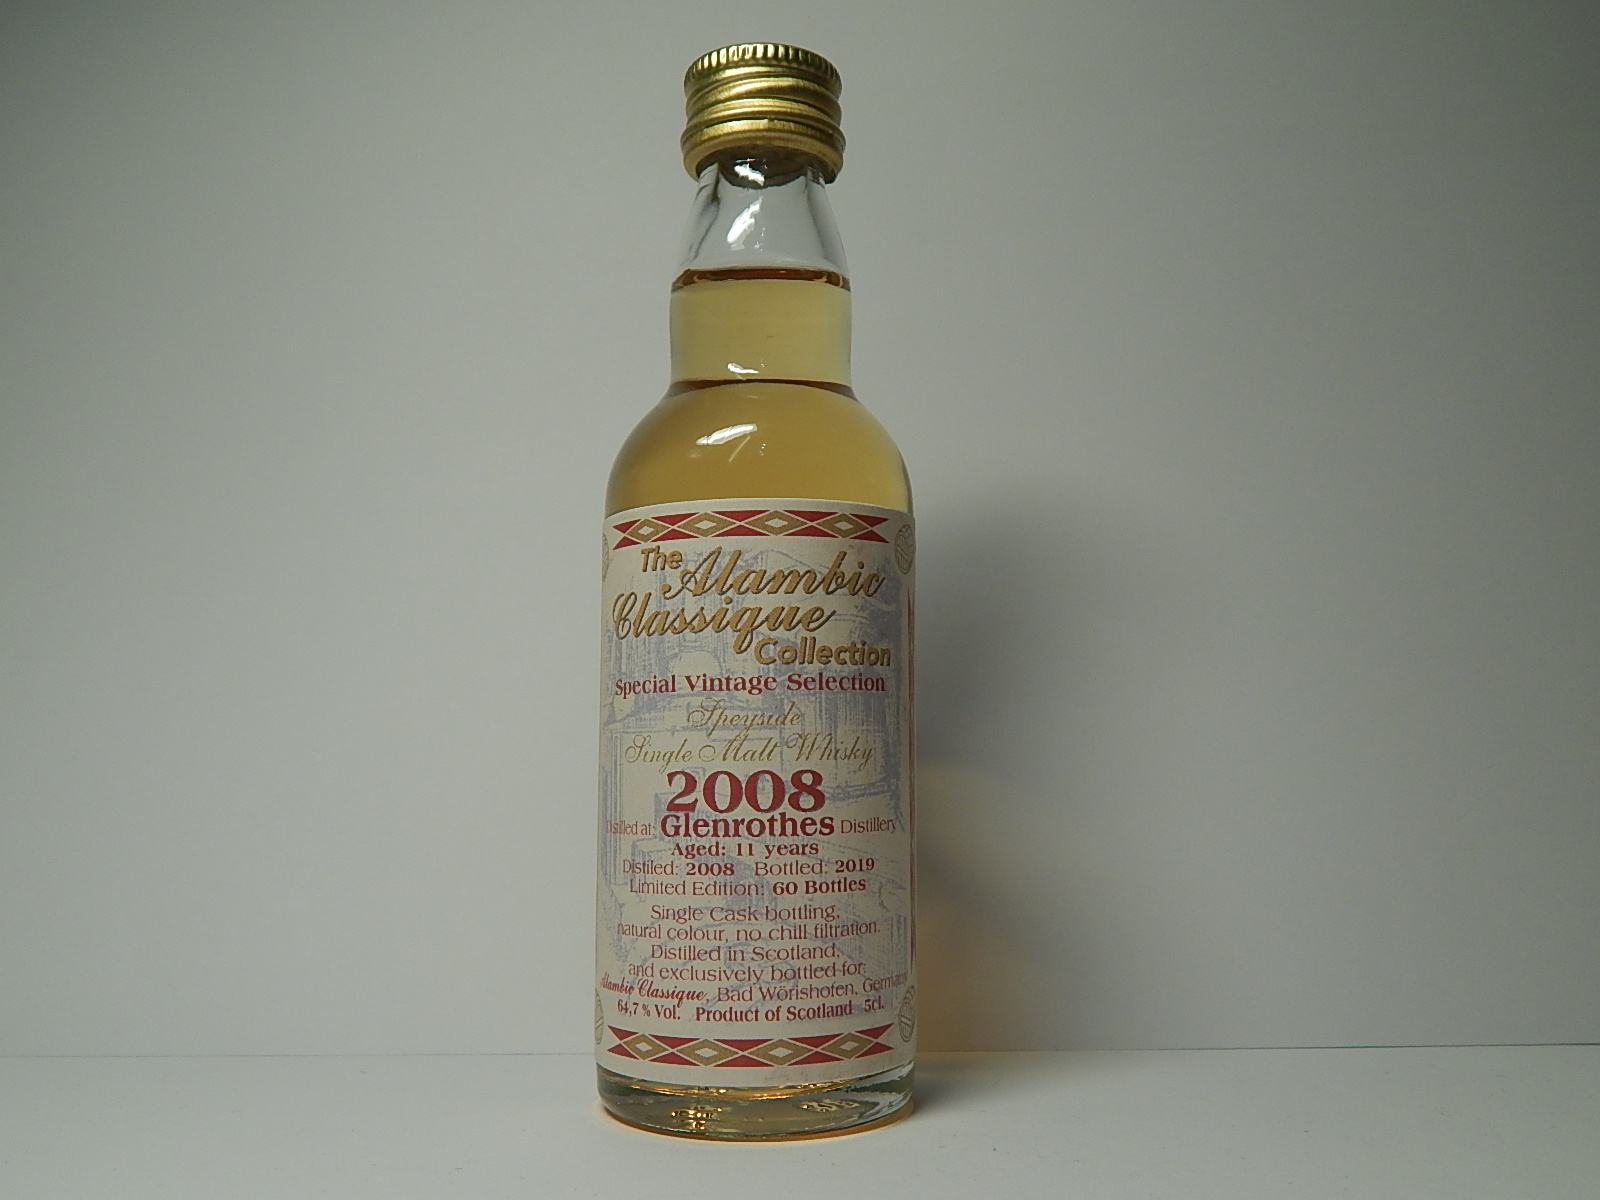 The Alambic
Classique
Collection
Special Vintage Selection
Speyside
Single Malt Whisky
2008
Distilled at: Glenrothes Distillery
Aged: 11 years
Distiled: 2008 Bottled: 2019
Limited Edition: 60 Bottles
Single Cask bottling,
natural colour, no chill filtration.
Distilled in Scotland,
and exclusively bottled for:
Alambic Classique, Bad Wörishofen, Germany
64,7 % Vol. Product of Scotland 5cl.